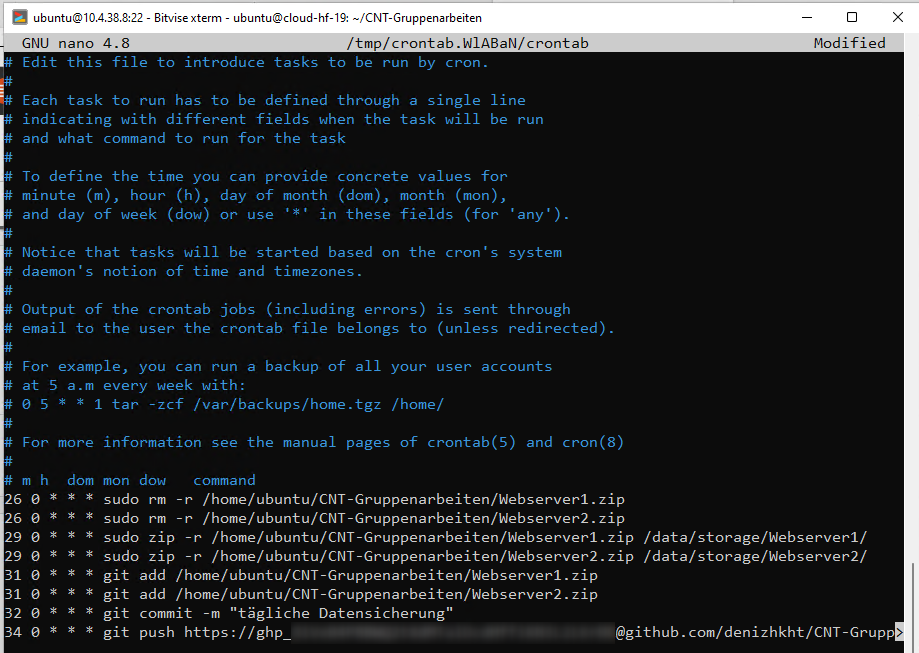 ubuntu@10.4.38.8:22 - Bitvise xterm - ubuntu@cloud-hf-19: ~/CNT-Gruppenarbeiten
GNU nano 4.8 /tmp/crontab.WlABaN/crontab Modified
# Edit this file to introduce tasks to be run by cron.
#
# Each task to run has to be defined through a single line
# indicating with different fields when the task will be run
# and what command to run for the task
#
# To define the time you can provide concrete values for
# minute (m), hour (h), day of month (dom), month (mon),
# and day of week (dow) or use '*' in these fields (for 'any').
#
# Notice that tasks will be started based on the cron's system
# daemon's notion of time and timezones.
#
# Output of the crontab jobs (including errors) is sent through
# email to the user the crontab file belongs to (unless redirected).
#
# For example, you can run a backup of all your user accounts
# at 5 a.m every week with:
# 0 5 * * 1 tar -zcf /var/backups/home.tgz /home/
#
# For more information see the manual pages of crontab(5) and cron(8)
#
# m h  dom mon dow   command
26 0 * * * sudo rm -r /home/ubuntu/CNT-Gruppenarbeiten/Webserver1.zip
26 0 * * * sudo rm -r /home/ubuntu/CNT-Gruppenarbeiten/Webserver2.zip
29 0 * * * sudo zip -r /home/ubuntu/CNT-Gruppenarbeiten/Webserver1.zip /data/storage/Webserver1/
29 0 * * * sudo zip -r /home/ubuntu/CNT-Gruppenarbeiten/Webserver2.zip /data/storage/Webserver2/
31 0 * * * git add /home/ubuntu/CNT-Gruppenarbeiten/Webserver1.zip
31 0 * * * git add /home/ubuntu/CNT-Gruppenarbeiten/Webserver2.zip
32 0 * * * git commit -m "tägliche Datensicherung"
34 0 * * * git push https://ghp_ @github.com/denizhkht/CNT-Grupp>